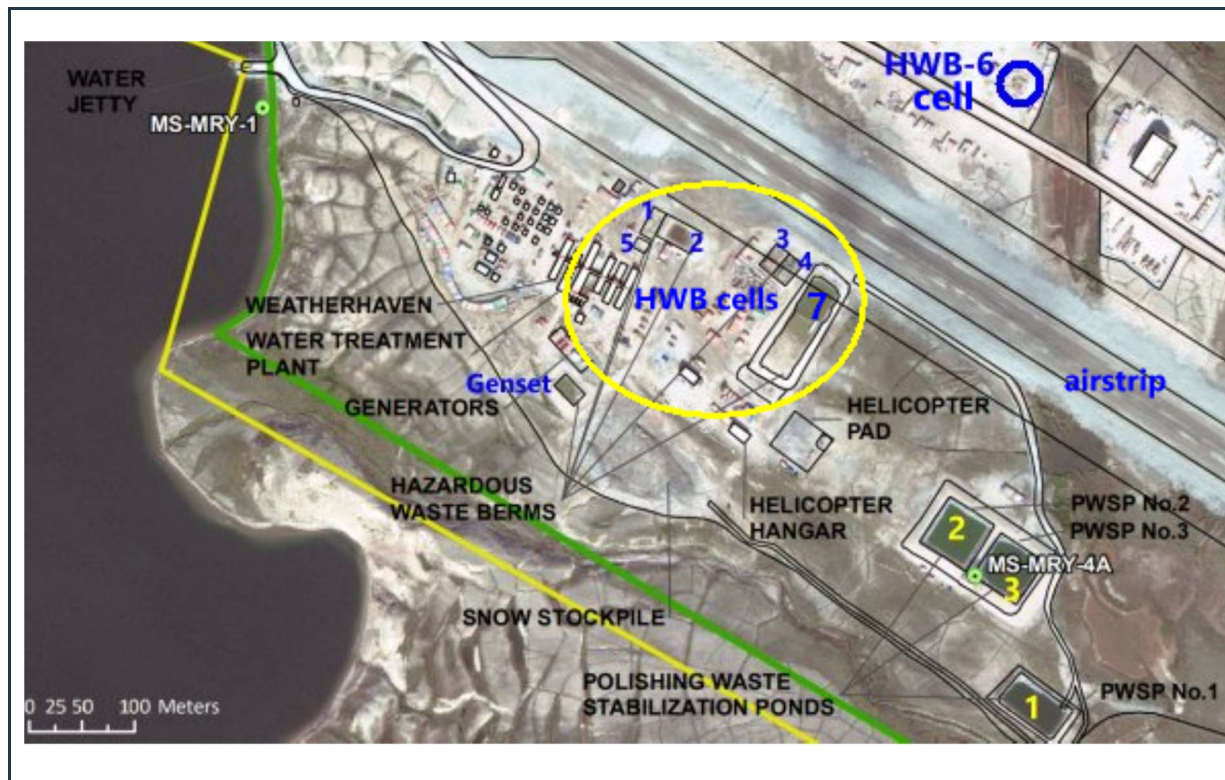 WATER
JETTY
MS-MRY-1
HWB-6
cell
1
5
2
3
4
HWB cells
7
WEATHERHAVEN
WATER TREATMENT
PLANT
Genset
GENERATORS
airstrip
HELICOPTER
PAD
HAZARDOUS
WASTE BERMS
HELICOPTER
HANGAR
PWSP No.2
PWSP No.3
2
MS-MRY-4A
3
SNOW STOCKPILE
POLISHING WASTE
STABILIZATION PONDS
PWSP No.1
1
0 25 50 100 Meters